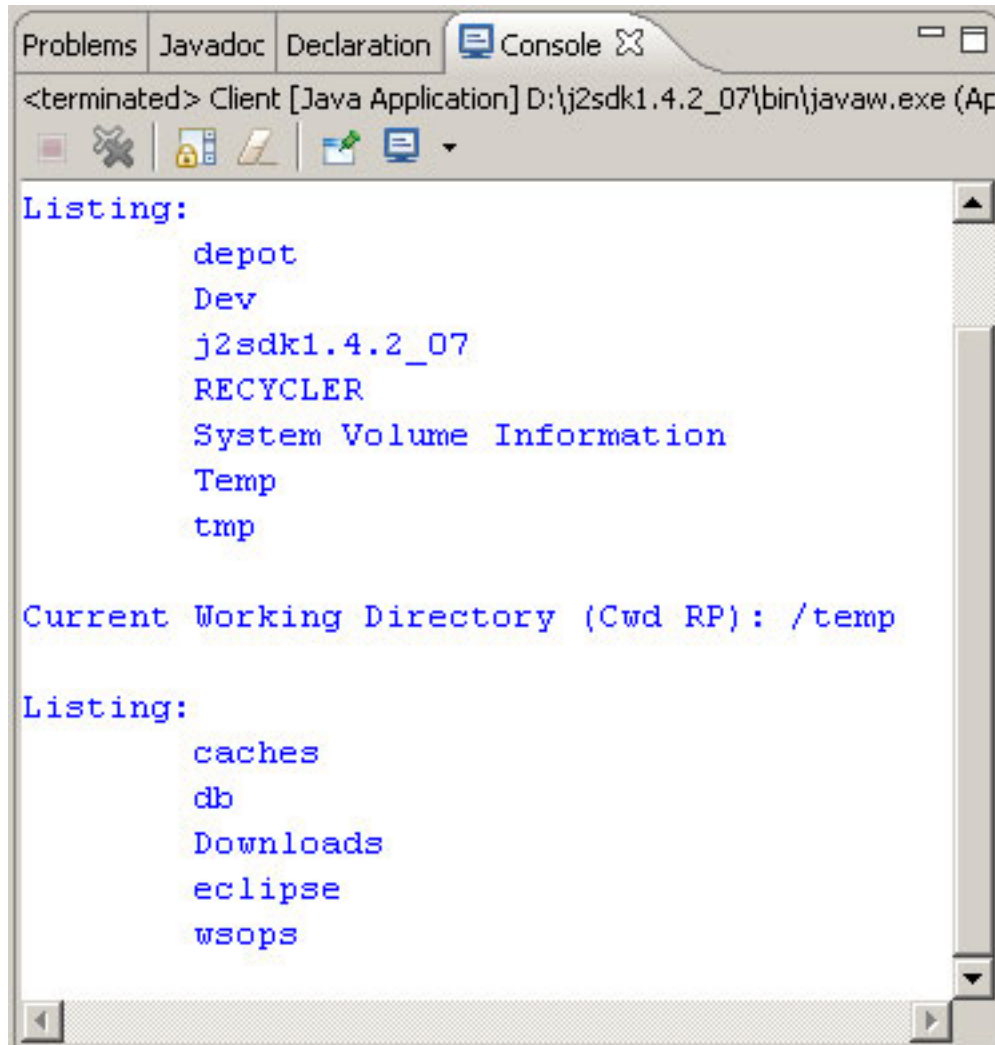 Problems Javadoc Declaration Console
<terminated> Client [Java Application] D:\j2sdk1.4.2_07\bin\javaw.exe (Ap
Listing:
depot
Dev
j2sdk1.4.2_07
RECYCLER
System Volume Information
Temp
tmp
Current Working Directory (Cwd RP): /temp
Listing:
caches
db
Downloads
eclipse
wsops